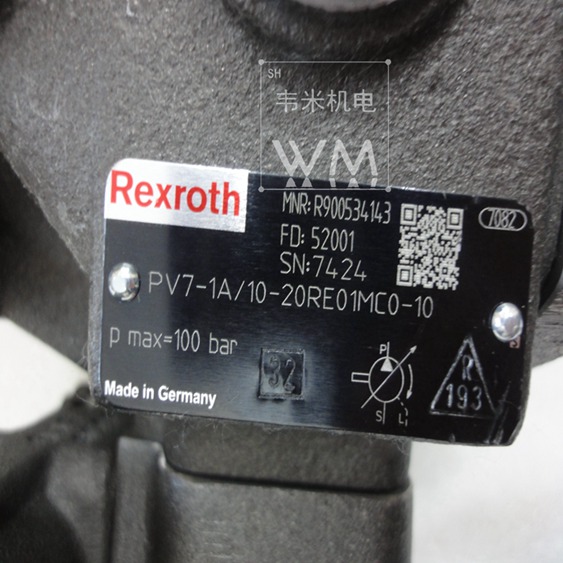 SH
韦米机电
WM
Rexroth
MNR: R900534143
7082
FD: 52001
SN: 7424
PV7-1A/10-20RE01MC0-10
p max=100 bar
32
P
S L
R
193
Made in Germany